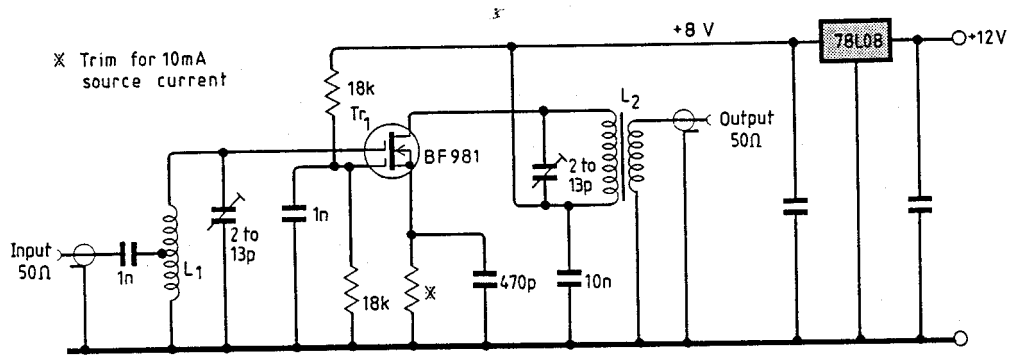 ※ Trim for 10mA
source current
+8 V
78L08
+12V
18k
Tr1
BF981
L2
Output
50Ω
2 to
13p
1n
2 to
13p
Input
50Ω
1n
L1
18k
※
470p
10n